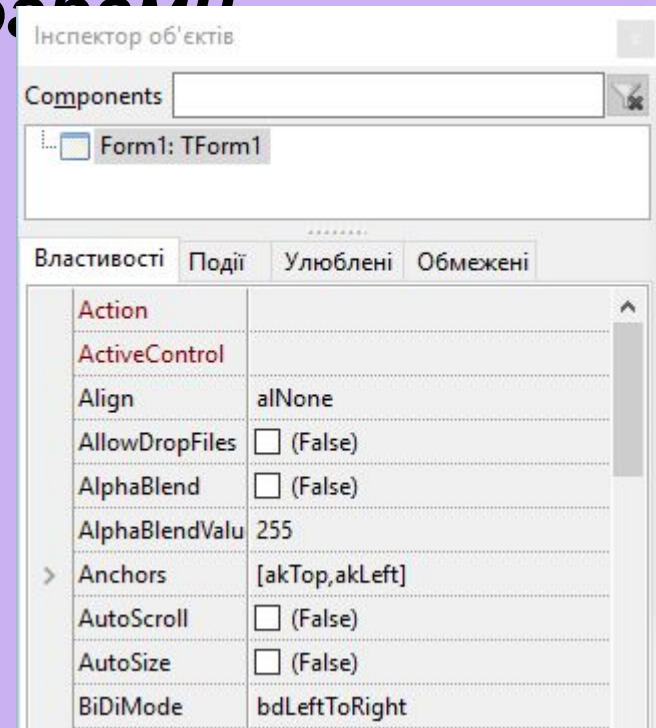 Інспектор об'єктів
Components
Form1: TForm1
Властивості Події Улюблені Обмежені
Action
ActiveControl
Align alNone
AllowDropFiles (False)
AlphaBlend (False)
AlphaBlendValu 255
Anchors [akTop,akLeft]
AutoScroll (False)
AutoSize (False)
BiDiMode bdLeftToRight